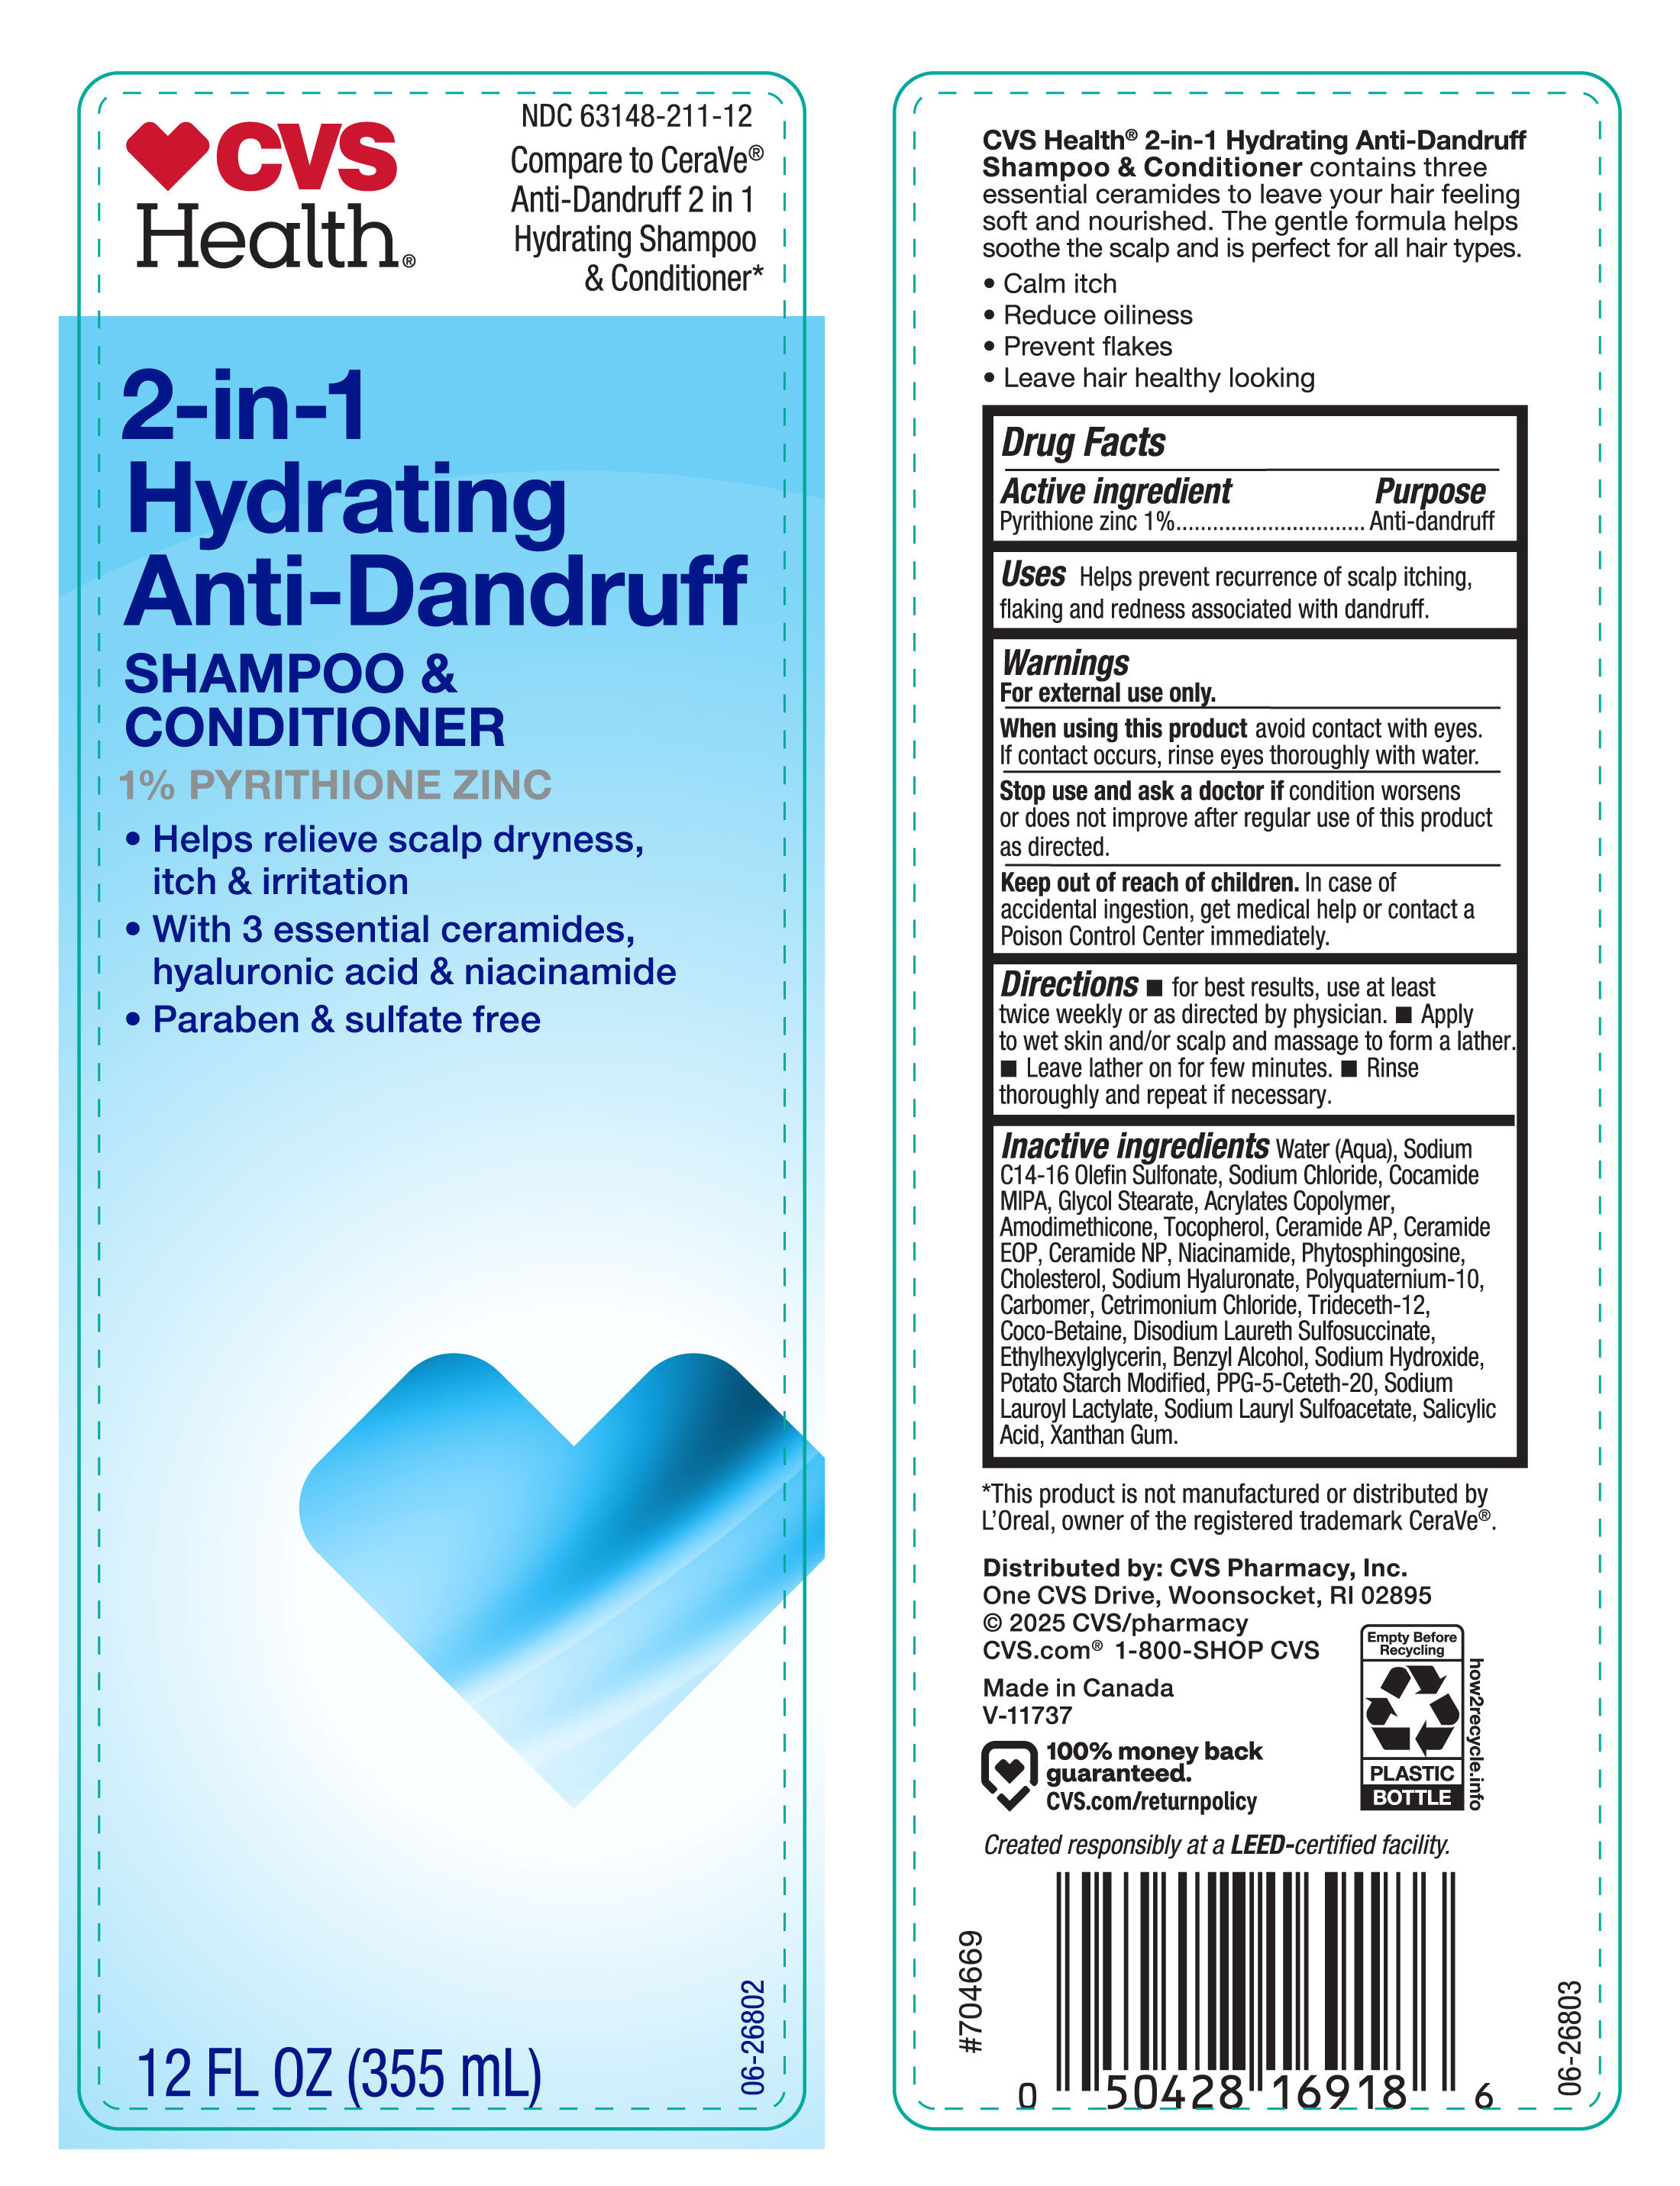 CVS
Health®
NDC 63148-211-12
Compare to CeraVe®
Anti-Dandruff 2 in 1
Hydrating Shampoo
& Conditioner*
2-in-1
Hydrating
Anti-Dandruff
SHAMPOO &
CONDITIONER
1% PYRITHIONE ZINC
• Helps relieve scalp dryness,
itch & irritation
• With 3 essential ceramides,
hyaluronic acid & niacinamide
• Paraben & sulfate free
12 FL OZ (355 mL)
06-26802
CVS Health® 2-in-1 Hydrating Anti-Dandruff
Shampoo & Conditioner contains three
essential ceramides to leave your hair feeling
soft and nourished. The gentle formula helps
soothe the scalp and is perfect for all hair types.
• Calm itch
• Reduce oiliness
• Prevent flakes
• Leave hair healthy looking
Drug Facts
Active ingredient Purpose
Pyrithione zinc 1%............................... Anti-dandruff
Uses Helps prevent recurrence of scalp itching,
flaking and redness associated with dandruff.
Warnings
For external use only.
When using this product avoid contact with eyes.
If contact occurs, rinse eyes thoroughly with water.
Stop use and ask a doctor if condition worsens
or does not improve after regular use of this product
as directed.
Keep out of reach of children. In case of
accidental ingestion, get medical help or contact a
Poison Control Center immediately.
Directions ■ for best results, use at least
twice weekly or as directed by physician. ■ Apply
to wet skin and/or scalp and massage to form a lather.
■ Leave lather on for few minutes. ■ Rinse
thoroughly and repeat if necessary.
Inactive ingredients Water (Aqua), Sodium
C14-16 Olefin Sulfonate, Sodium Chloride, Cocamide
MIPA, Glycol Stearate, Acrylates Copolymer,
Amodimethicone, Tocopherol, Ceramide AP, Ceramide
EOP, Ceramide NP, Niacinamide, Phytosphingosine,
Cholesterol, Sodium Hyaluronate, Polyquaternium-10,
Carbomer, Cetrimonium Chloride, Trideceth-12,
Coco-Betaine, Disodium Laureth Sulfosuccinate,
Ethylhexylglycerin, Benzyl Alcohol, Sodium Hydroxide,
Potato Starch Modified, PPG-5-Ceteth-20, Sodium
Lauroyl Lactylate, Sodium Lauryl Sulfoacetate, Salicylic
Acid, Xanthan Gum.
*This product is not manufactured or distributed by
L'Oreal, owner of the registered trademark CeraVe®.
Distributed by: CVS Pharmacy, Inc.
One CVS Drive, Woonsocket, RI 02895
© 2025 CVS/pharmacy
CVS.com® 1-800-SHOP CVS
Made in Canada
V-11737
100% money back
guaranteed.
CVS.com/returnpolicy
Empty Before
Recycling
PLASTIC
BOTTLE
how2recycle.info
Created responsibly at a LEED-certified facility.
#704669
0 50428 16918 6
06-26803